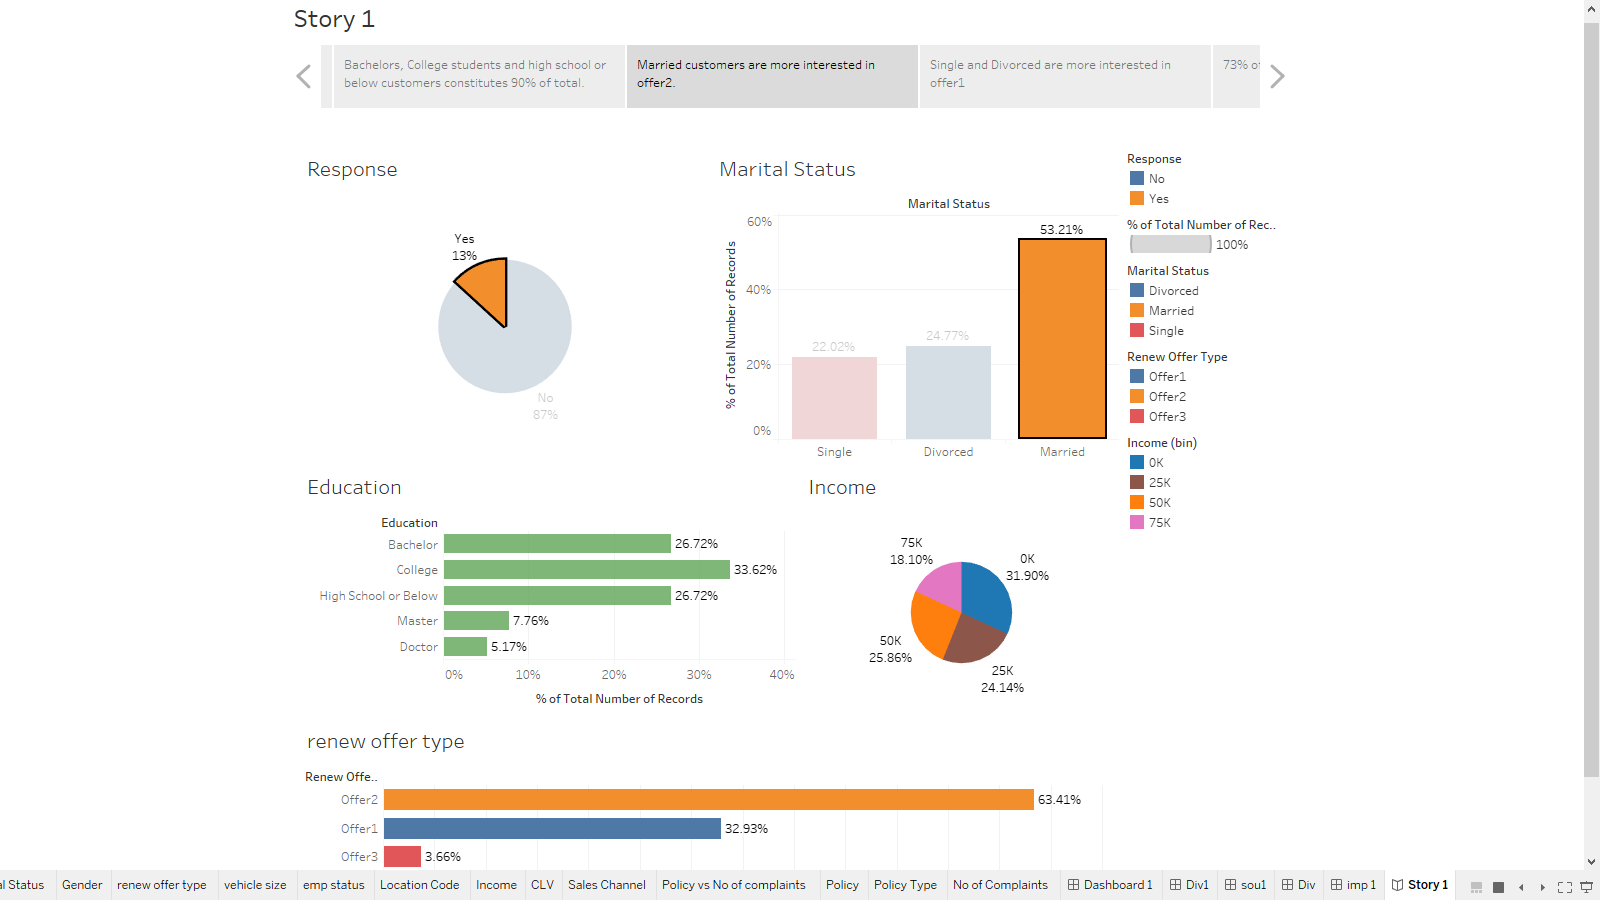 Story 1
Bachelors, College students and high school or
below customers constitutes 90% of total.
Married customers are more interested in
offer2.
Single and Divorced are more interested in
offer1
73% o
Response
Yes
13%
No
87%
Marital Status
Marital Status
% of Total Number of Records
60%
40%
20%
0%
22.02%
24.77%
53.21%
Single
Divorced
Married
Response
No
Yes
% of Total Number of Rec..
100%
Marital Status
Divorced
Married
Single
Renew Offer Type
Offer1
Offer2
Offer3
Income (bin)
0K
25K
50K
75K
Education
Education
Bachelor 26.72%
College 33.62%
High School or Below 26.72%
Master 7.76%
Doctor 5.17%
0% 10% 20% 30% 40%
% of Total Number of Records
Income
75K
18.10%
0K
31.90%
50K
25.86%
25K
24.14%
renew offer type
Renew Offe..
Offer2 63.41%
Offer1 32.93%
Offer3 3.66%
al Status Gender renew offer type vehicle size emp status Location Code Income CLV Sales Channel Policy vs No of complaints Policy Policy Type No of Complaints Dashboard 1 Div1 sou1 Div imp 1 Story 1